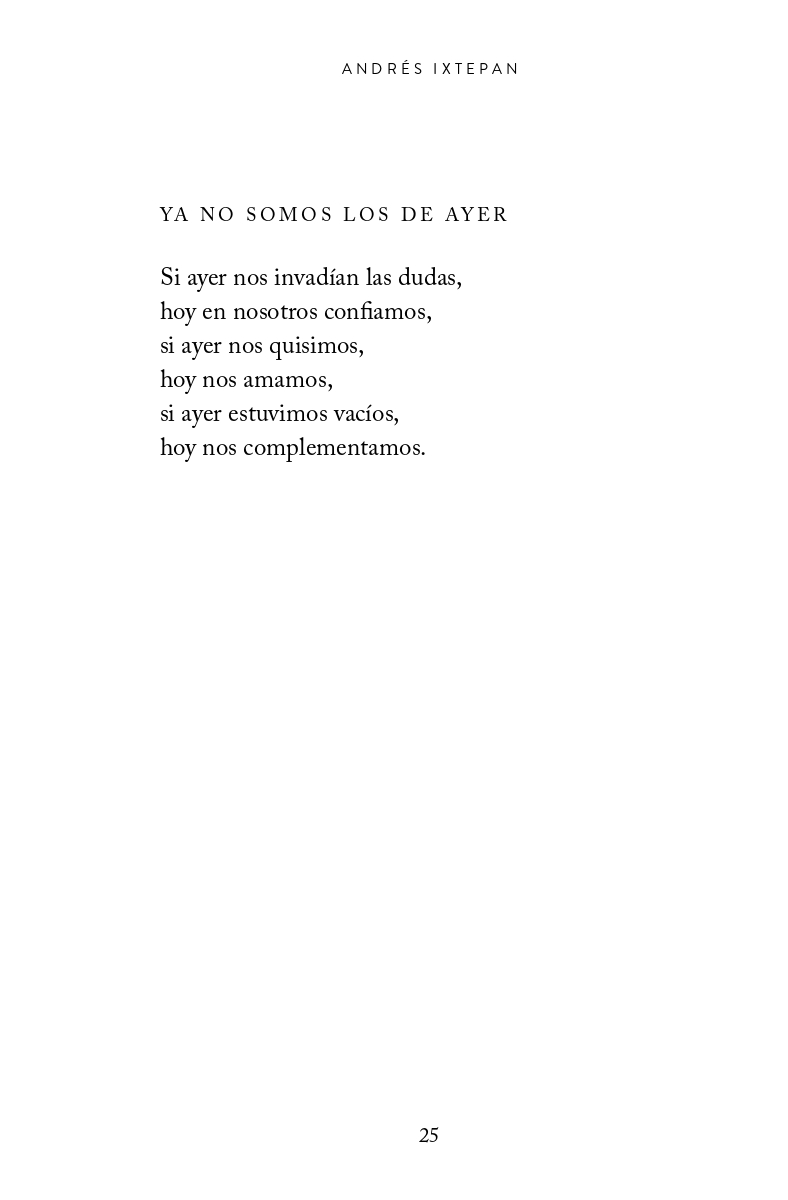 ANDRÉS IXTEPAN
YA NO SOMOS LOS DE AYER
Si ayer nos invadían las dudas,
hoy en nosotros confiamos,
si ayer nos quisimos,
hoy nos amamos,
si ayer estuvimos vacíos,
hoy nos complementamos.
25